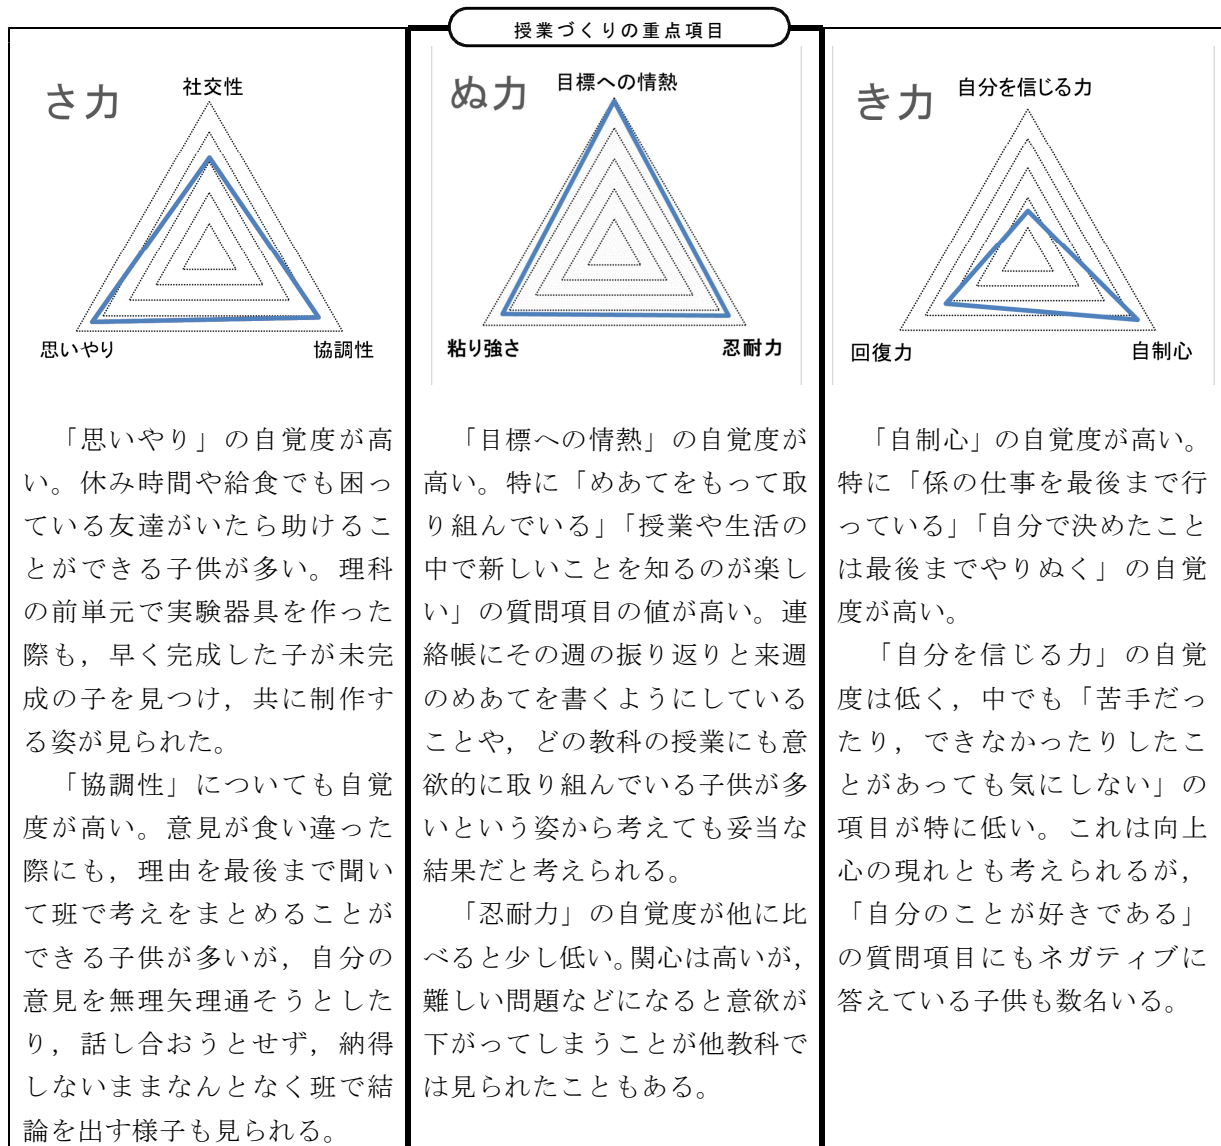 授業づくりの重点項目
さ力
社交性
思いやり
協調性
「思いやり」の自覚度が高
い。休み時間や給食でも困っ
ている友達がいたら助けるこ
とができる子供が多い。理科
の前単元で実験器具を作った
際も，早く完成した子が未完
成の子を見つけ，共に制作す
る姿が見られた。
「協調性」についても自覚
度が高い。意見が食い違った
際にも，理由を最後まで聞い
て班で考えをまとめることが
できる子供が多いが，自分の
意見を無理矢理通そうとした
り，話し合おうとせず，納得
しないままなんとなく班で結
論を出す様子も見られる。
ぬ力
目標への情熱
粘り強さ
忍耐力
「目標への情熱」の自覚度が
高い。特に「めあてをもって取
り組んでいる」「授業や生活の
中で新しいことを知るのが楽し
い」の質問項目の値が高い。連
絡帳にその週の振り返りと来週
のめあてを書くようにしている
ことや，どの教科の授業にも意
欲的に取り組んでいる子供が多
いという姿から考えても妥当な
結果だと考えられる。
「忍耐力」の自覚度が他に比
べると少し低い。関心は高いが，
難しい問題などになると意欲が
下がってしまうことが他教科で
は見られたこともある。
き力
自分を信じる力
回復力
自制心
「自制心」の自覚度が高い。
特に「係の仕事を最後まで行
っている」「自分で決めたこと
は最後までやりぬく」の自覚
度が高い。
「自分を信じる力」の自覚
度は低く，中でも「苦手だっ
たり，できなかったりしたこ
とがあっても気にしない」の
項目が特に低い。これは向上
心の現れとも考えられるが，
「自分のことが好きである」
の質問項目にもネガティブに
答えている子供も数名いる。